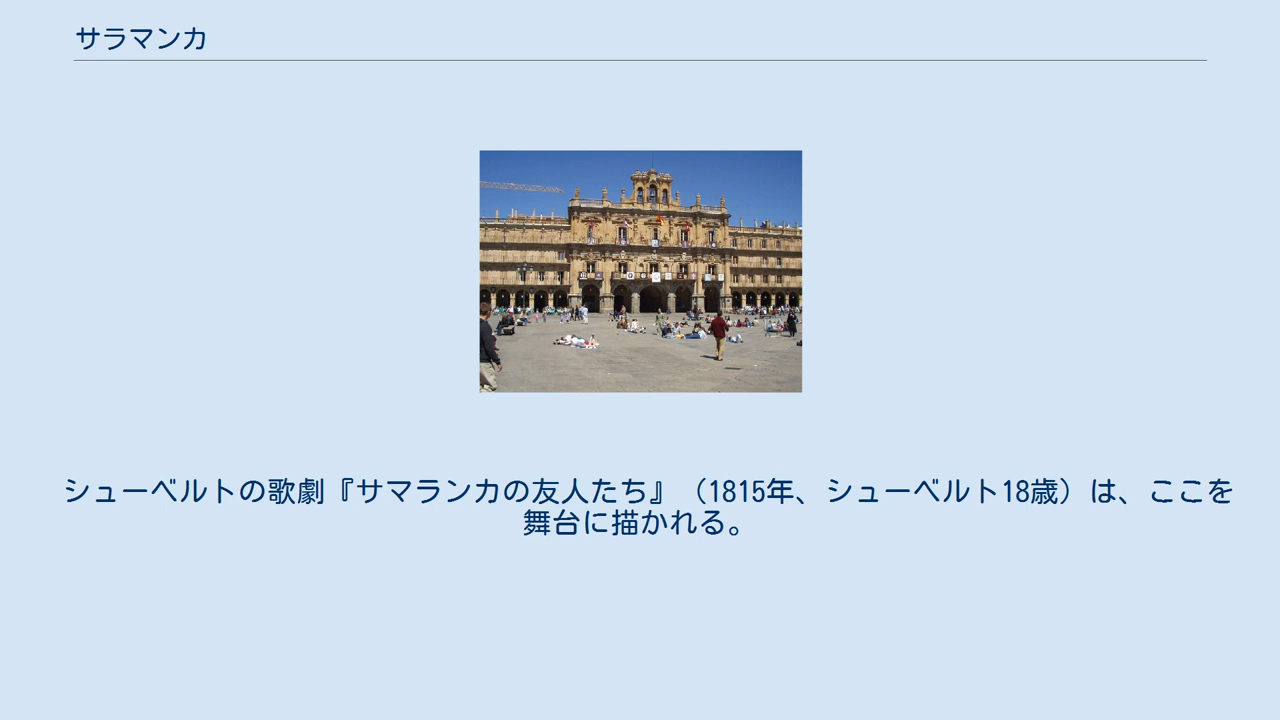 サラマンカ
シューベルトの歌劇『サマランカの友人たち』（1815年、シューベルト18歳）は、ここを
舞台に描かれる。